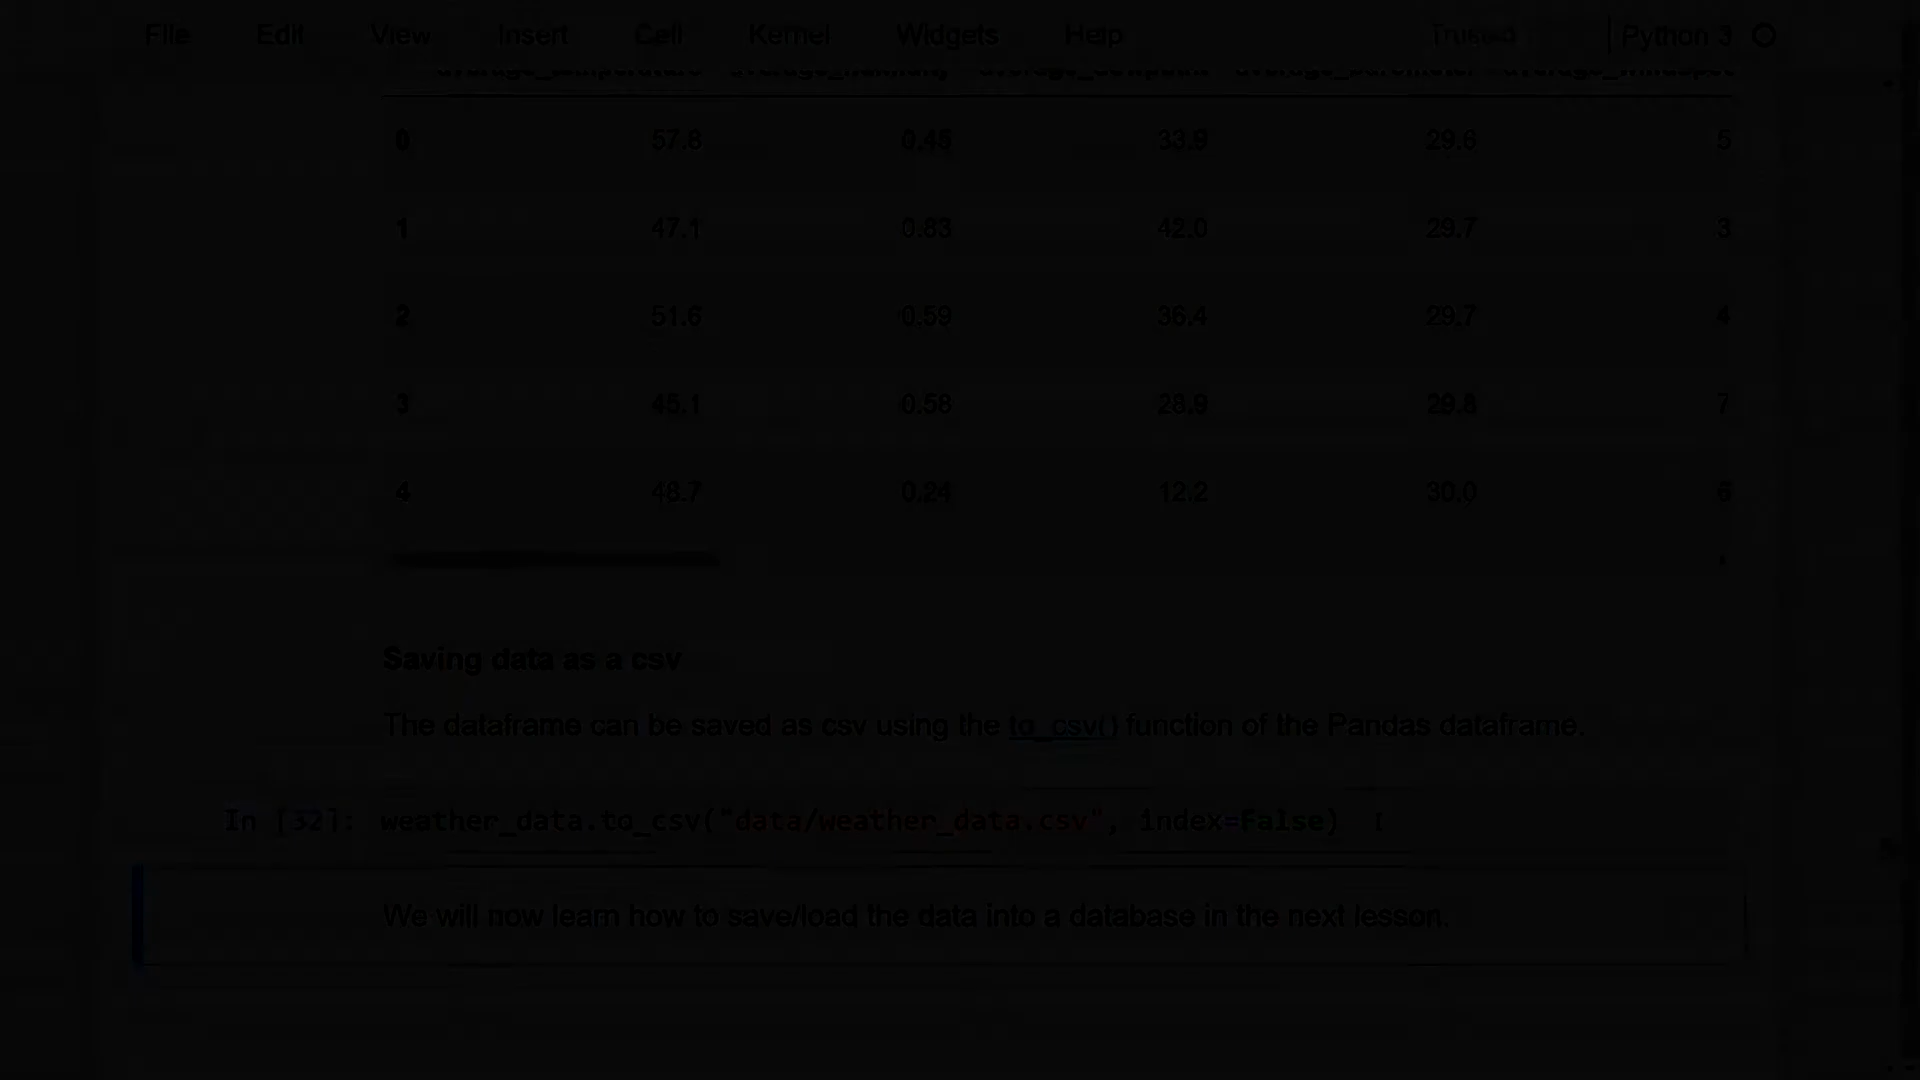 File Edit View Insert Cell Kernel Widgets Help Trusted Python 3
0 57.8 0.45 33.9 29.6 5
1 47.1 0.83 42.0 29.7 3
2 51.6 0.59 36.4 29.7 4
3 45.1 0.58 28.9 29.8 7
4 48.7 0.24 12.2 30.0 6
Saving data as a csv
The dataframe can be saved as csv using the to_csv() function of the Pandas dataframe.
In [32]: weather_data.to_csv("data/weather_data.csv", index=False)
We will now learn how to save/load the data into a database in the next lesson.